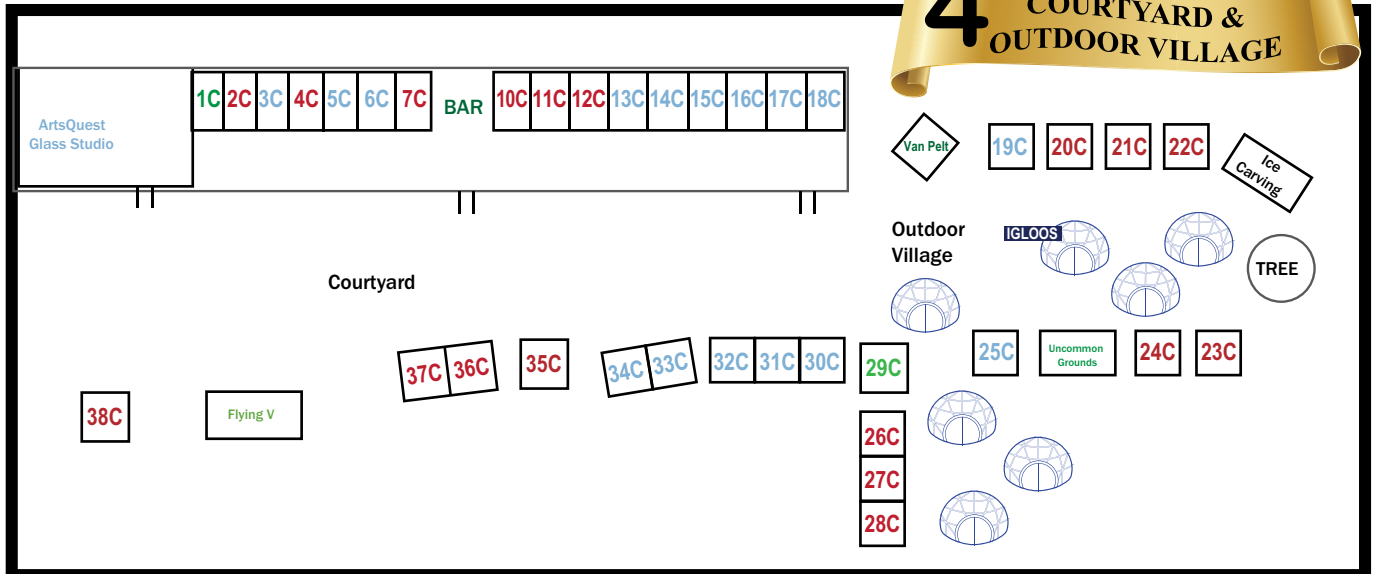 4
COURTYARD &
OUTDOOR VILLAGE
ArtsQuest
Glass Studio
1C 2C 3C 4C 5C 6C 7C BAR 10C 11C 12C 13C 14C 15C 16C 17C 18C
Van Pelt 19C 20C 21C 22C
Ice
Carving
Outdoor
Village
IGLOOS
TREE
Courtyard
37C 36C 35C 34C 33C 32C 31C 30C 29C 25C
Uncommon
Grounds
24C 23C
38C Flying V
26C
27C
28C